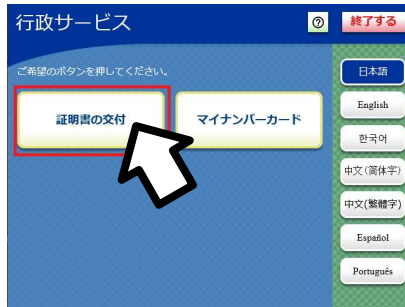 行政サービス
?
終了する
ご希望のボタンを押してください。
証明書の交付
マイナンバーカード
日本語
English
한국어
中文(简体字)
中文(繁體字)
Español
Português